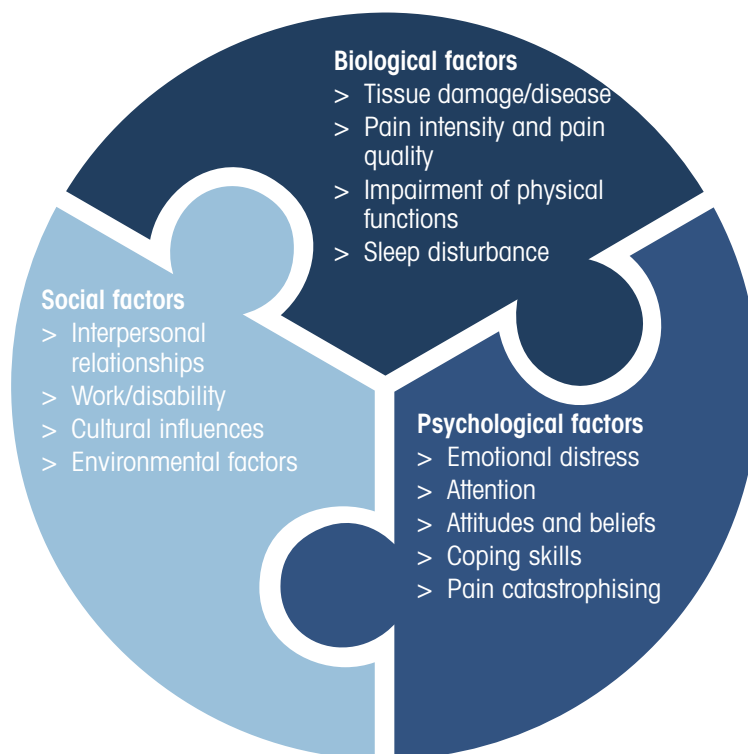 Biological factors
> Tissue damage/disease
> Pain intensity and pain
quality
> Impairment of physical
functions
> Sleep disturbance
Social factors
> Interpersonal
relationships
> Work/disability
> Cultural influences
> Environmental factors
Psychological factors
> Emotional distress
> Attention
> Attitudes and beliefs
> Coping skills
> Pain catastrophising